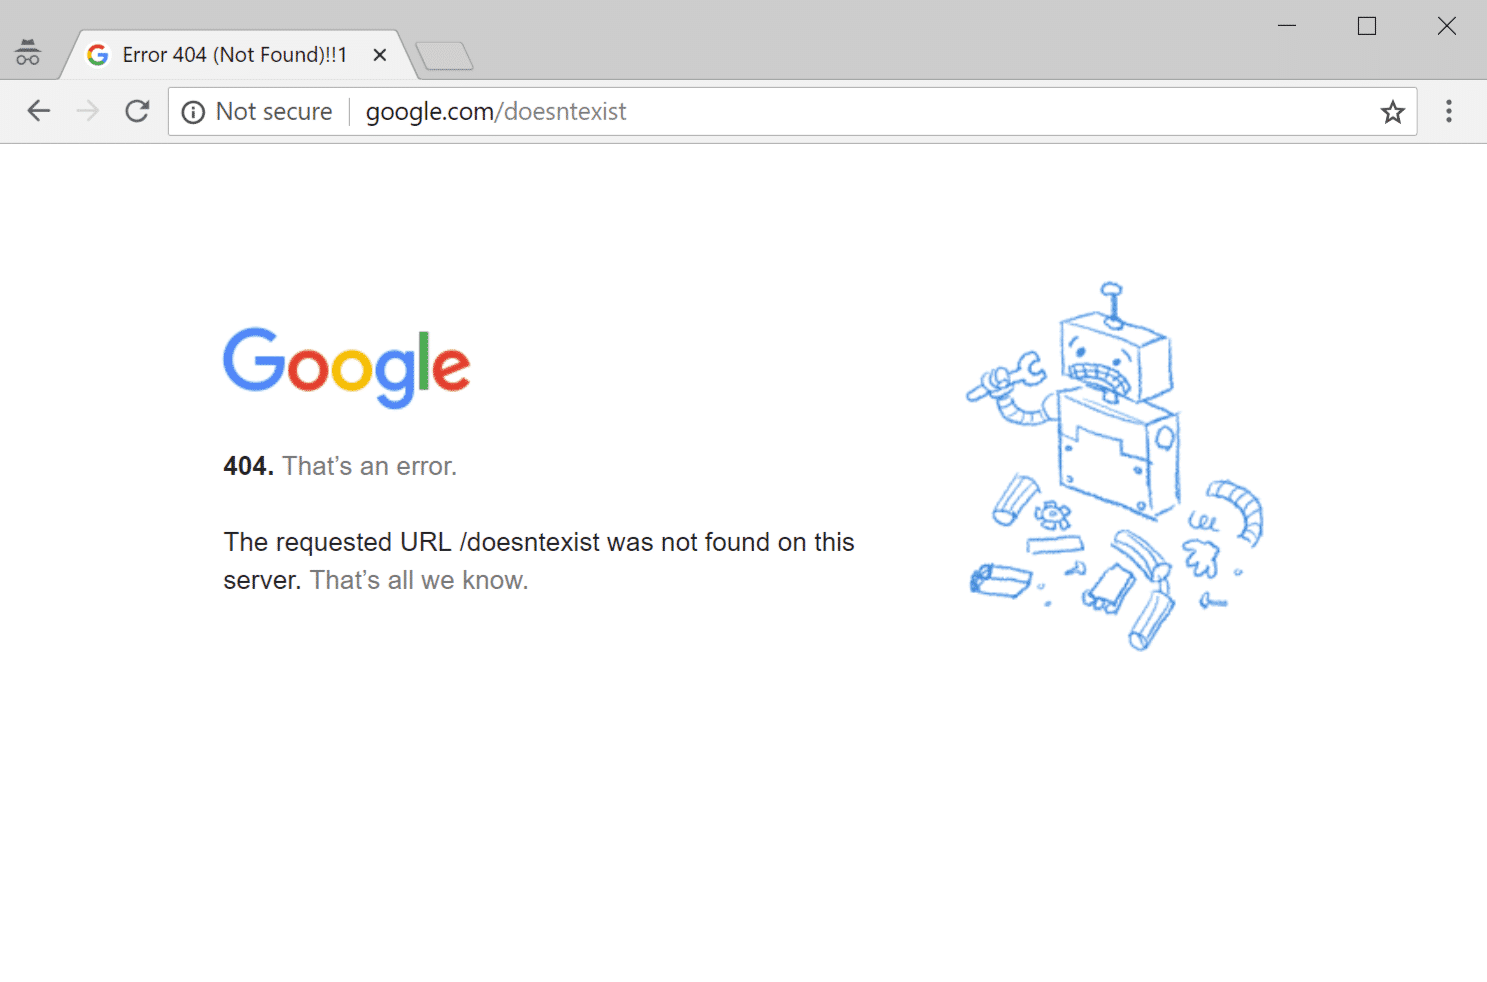 Error 404 (Not Found)!!1
Not secure google.com/doesntexist
Google
404. That’s an error.
The requested URL /doesntexist was not found on this
server. That’s all we know.